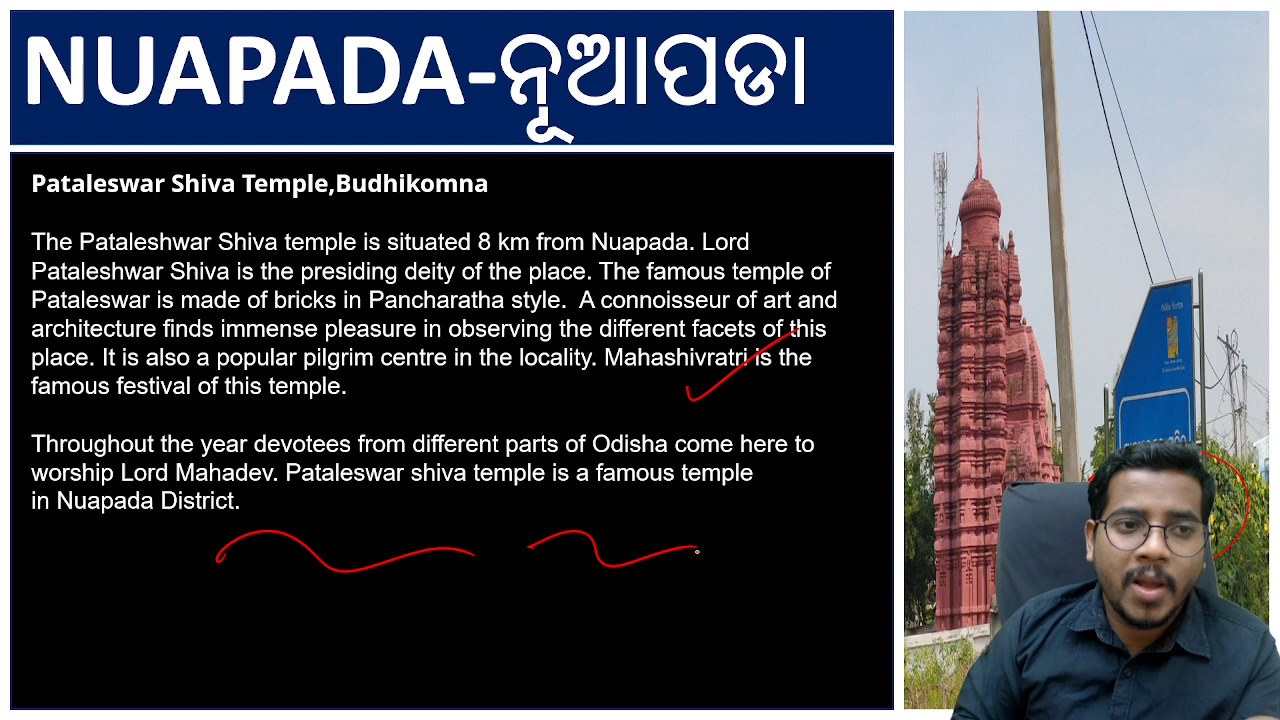 NUAPADA-ନୂଆପଡା
Pataleswar Shiva Temple,Budhikomna
The Pataleshwar Shiva temple is situated 8 km from Nuapada. Lord
Pataleshwar Shiva is the presiding deity of the place. The famous temple of
Pataleswar is made of bricks in Pancharatha style.  A connoisseur of art and
architecture finds immense pleasure in observing the different facets of this
place. It is also a popular pilgrim centre in the locality. Mahashivratri is the
famous festival of this temple.
Throughout the year devotees from different parts of Odisha come here to
worship Lord Mahadev. Pataleswar shiva temple is a famous temple
in Nuapada District.